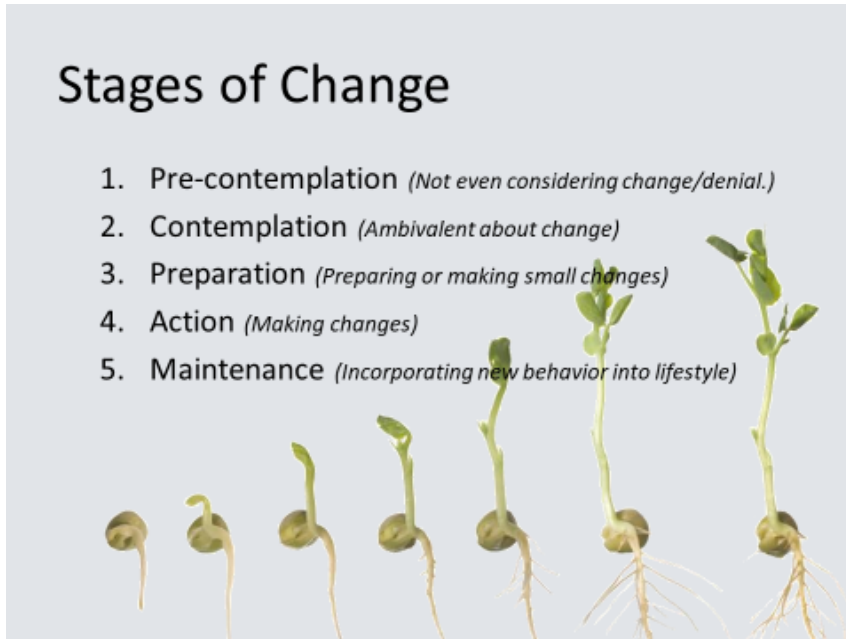 Stages of Change
1. Pre-contemplation (Not even considering change/denial.)
2. Contemplation (Ambivalent about change)
3. Preparation (Preparing or making small changes)
4. Action (Making changes)
5. Maintenance (Incorporating new behavior into lifestyle)